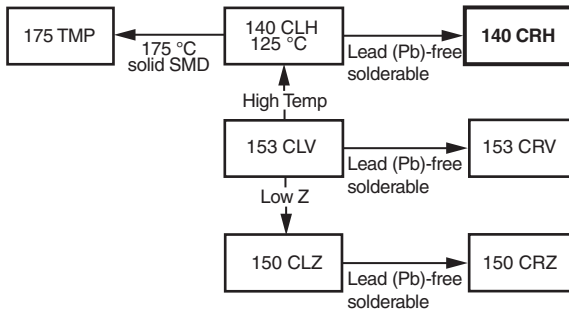 175 TMP
175 °C
solid SMD
140 CLH
125 °C
Lead (Pb)-free
solderable
140 CRH
High Temp
153 CLV
Lead (Pb)-free
solderable
153 CRV
Low Z
150 CLZ
Lead (Pb)-free
solderable
150 CRZ